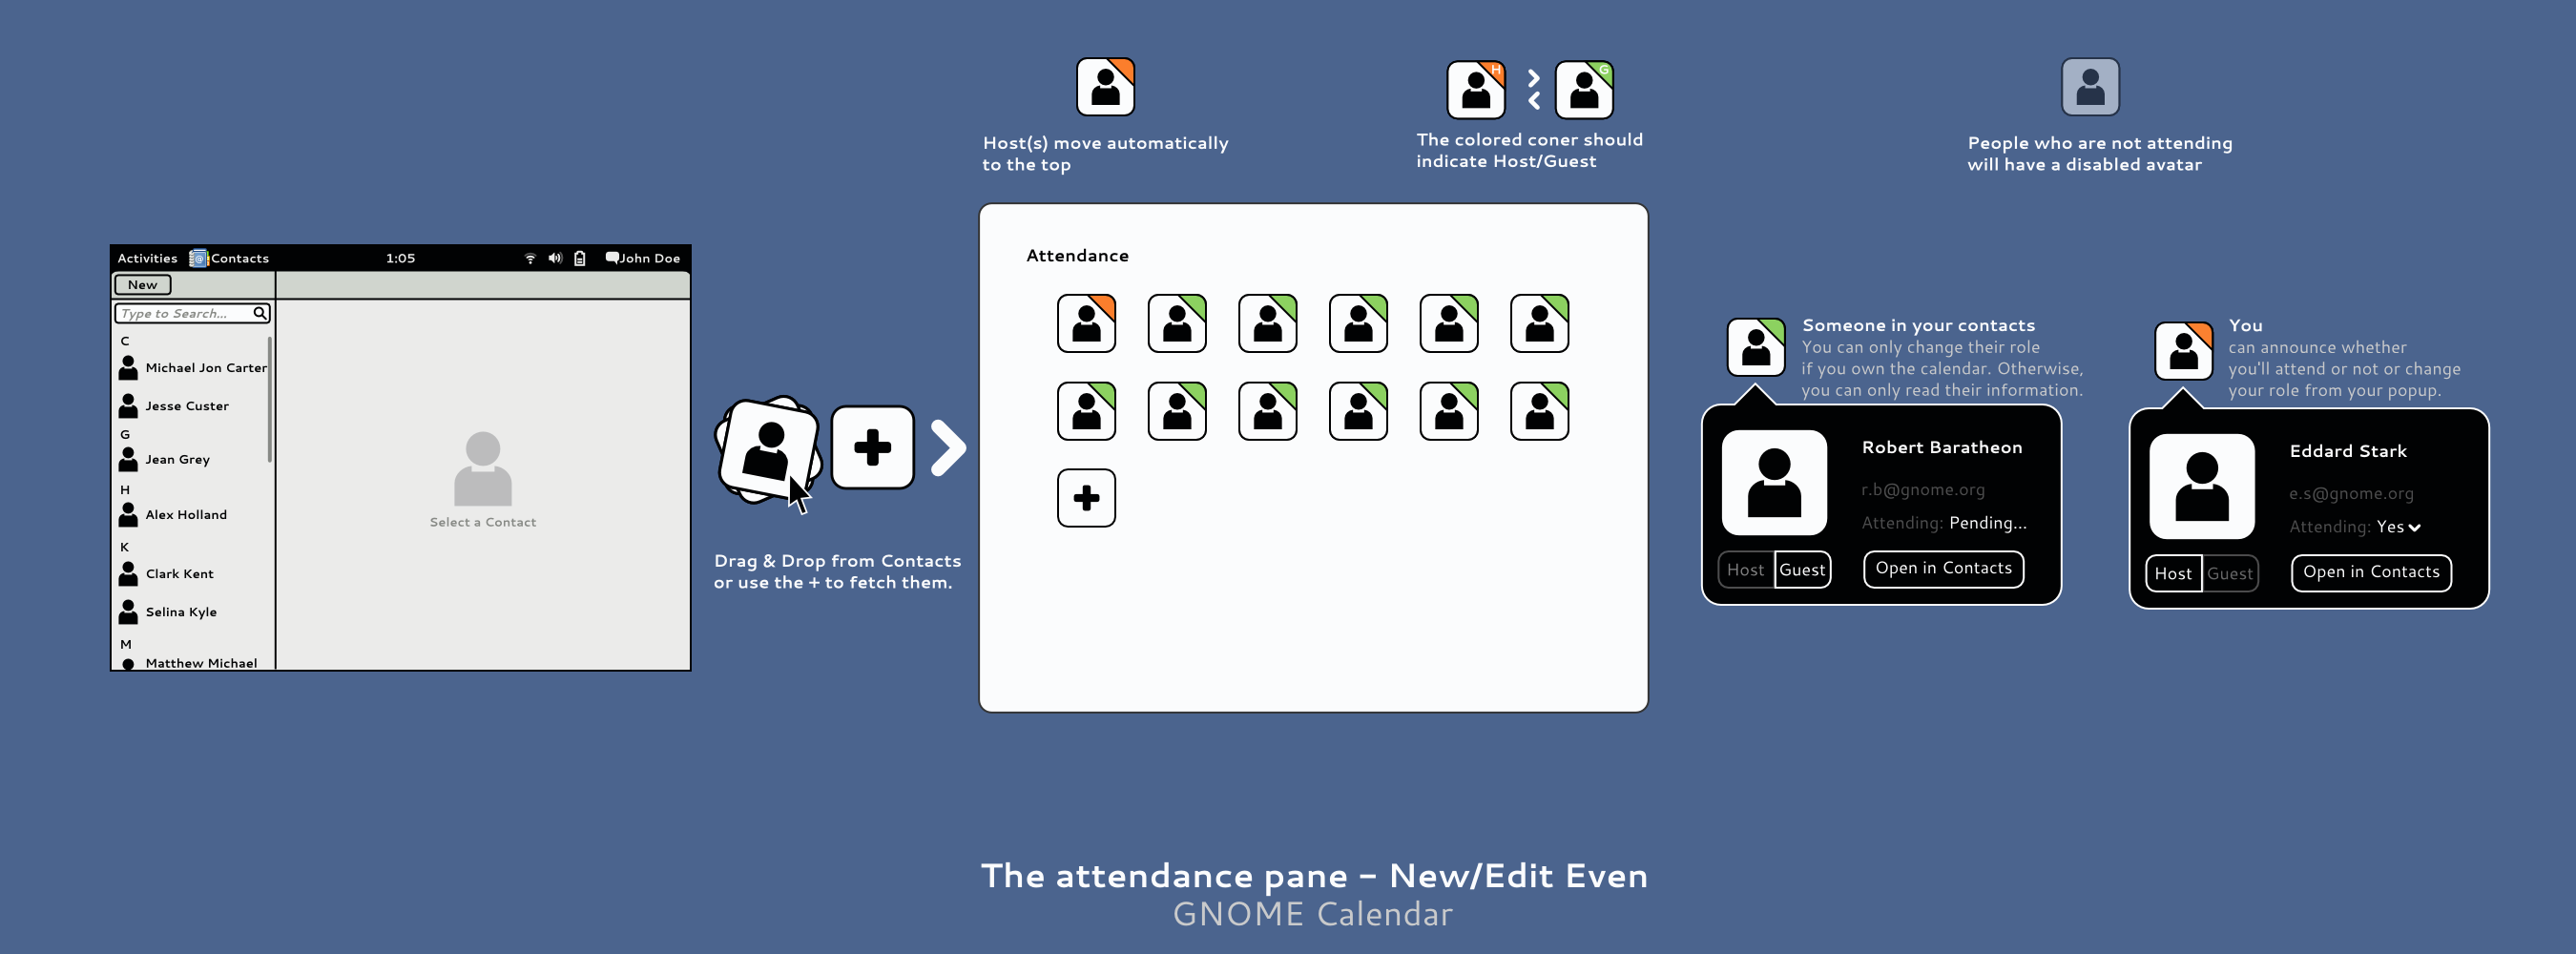 Host(s) move automatically
to the top
H
G
The colored coner should
indicate Host/Guest
People who are not attending
will have a disabled avatar
Activities
Contacts
1:05
John Doe
New
Type to Search...
C
Michael Jon Carter
Jesse Custer
G
Jean Grey
H
Alex Holland
K
Clark Kent
Selina Kyle
M
Matthew Michael
Select a Contact
Drag & Drop from Contacts
or use the + to fetch them.
Attendance
Someone in your contacts
You can only change their role
if you own the calendar. Otherwise,
you can only read their information.
Robert Baratheon
r.b@gnome.org
Attending: Pending...
Host Guest
Open in Contacts
You
can announce whether
you'll attend or not or change
your role from your popup.
Eddard Stark
e.s@gnome.org
Attending: Yes
Host Guest
Open in Contacts
The attendance pane - New/Edit Even
GNOME Calendar